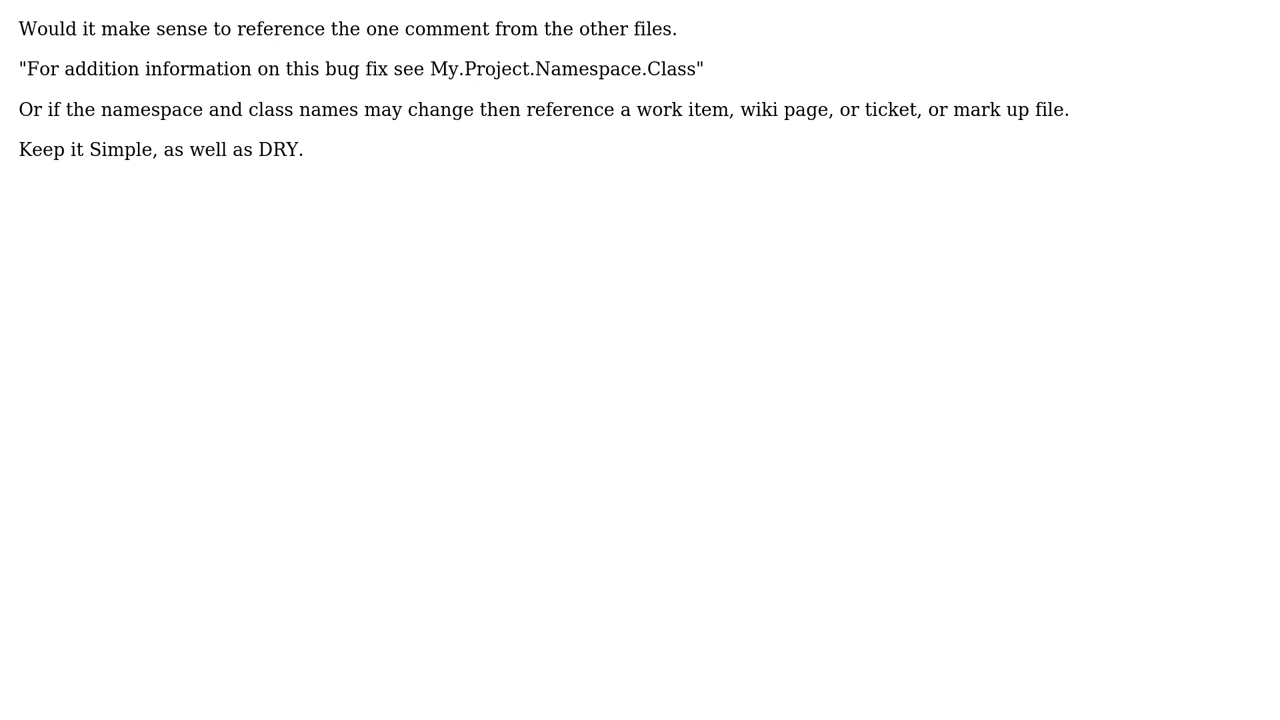 Would it make sense to reference the one comment from the other files.
"For addition information on this bug fix see My.Project.Namespace.Class"
Or if the namespace and class names may change then reference a work item, wiki page, or ticket, or mark up file.
Keep it Simple, as well as DRY.